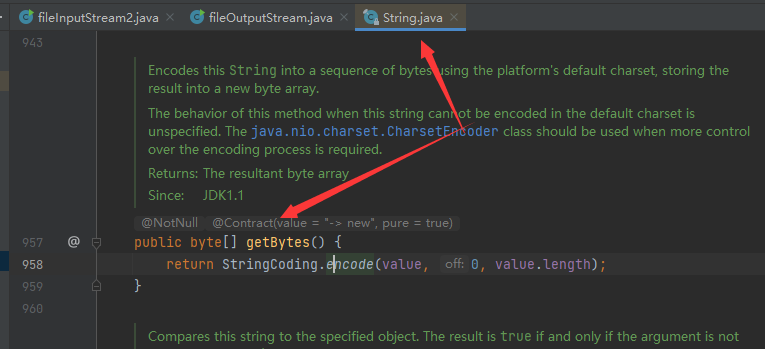 fileInputStream2.java × fileOutputStream.java × String.java ×
943
Encodes this String into a sequence of bytes using the platform's default charset, storing the
result into a new byte array.
The behavior of this method when this string cannot be encoded in the default charset is
unspecified. The java.nio.charset.CharsetEncoder class should be used when more control
over the encoding process is required.
Returns: The resultant byte array
Since: JDK1.1
@NotNull @Contract(value = "-> new", pure = true)
957 @ public byte[] getBytes() {
958 return StringCoding.encode(value, off: 0, value.length);
959 }
960
Compares this string to the specified object. The result is true if and only if the argument is not